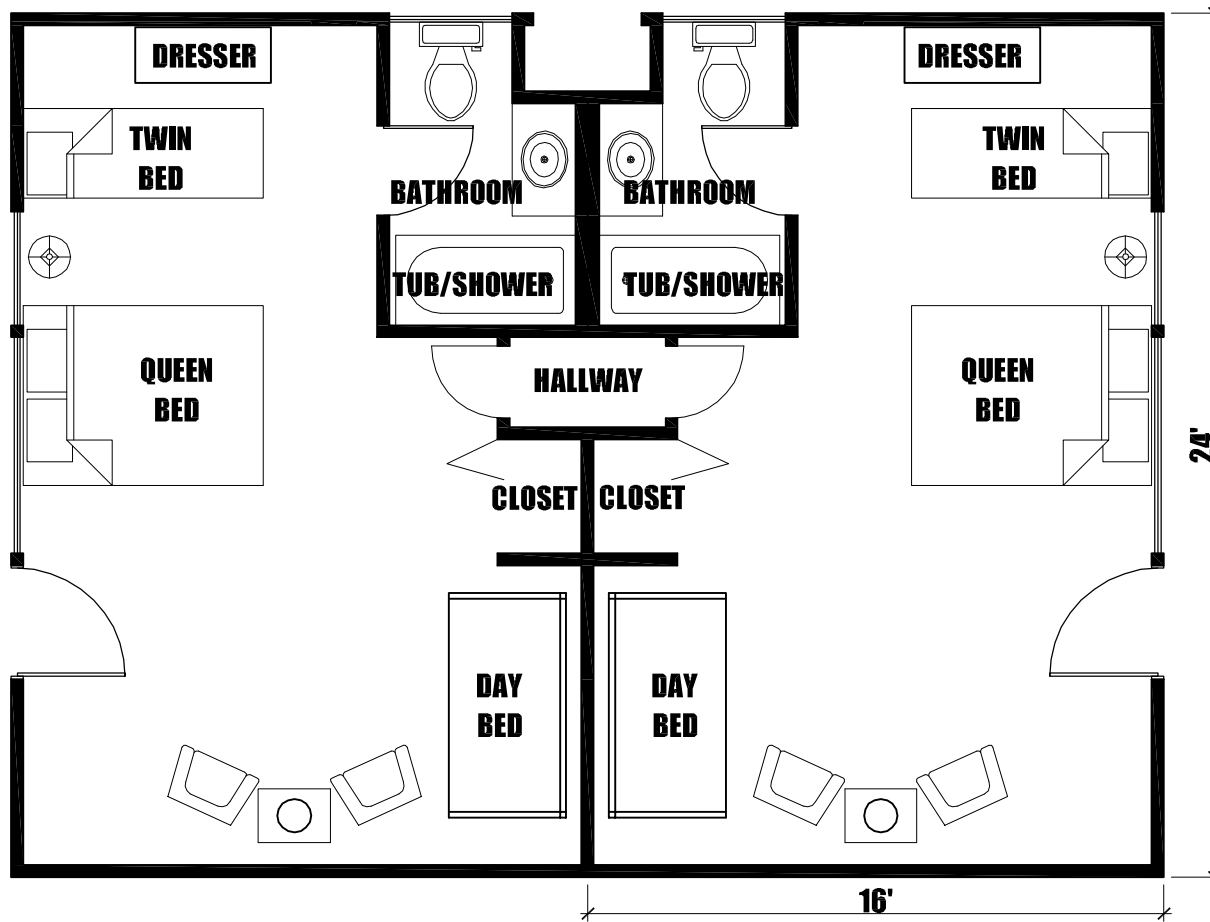 DRESSER
DRESSER
TWIN
BED
TWIN
BED
BATHROOM
BATHROOM
TUB/SHOWER
TUB/SHOWER
QUEEN
BED
HALLWAY
QUEEN
BED
24'
CLOSET
CLOSET
DAY
BED
DAY
BED
16'